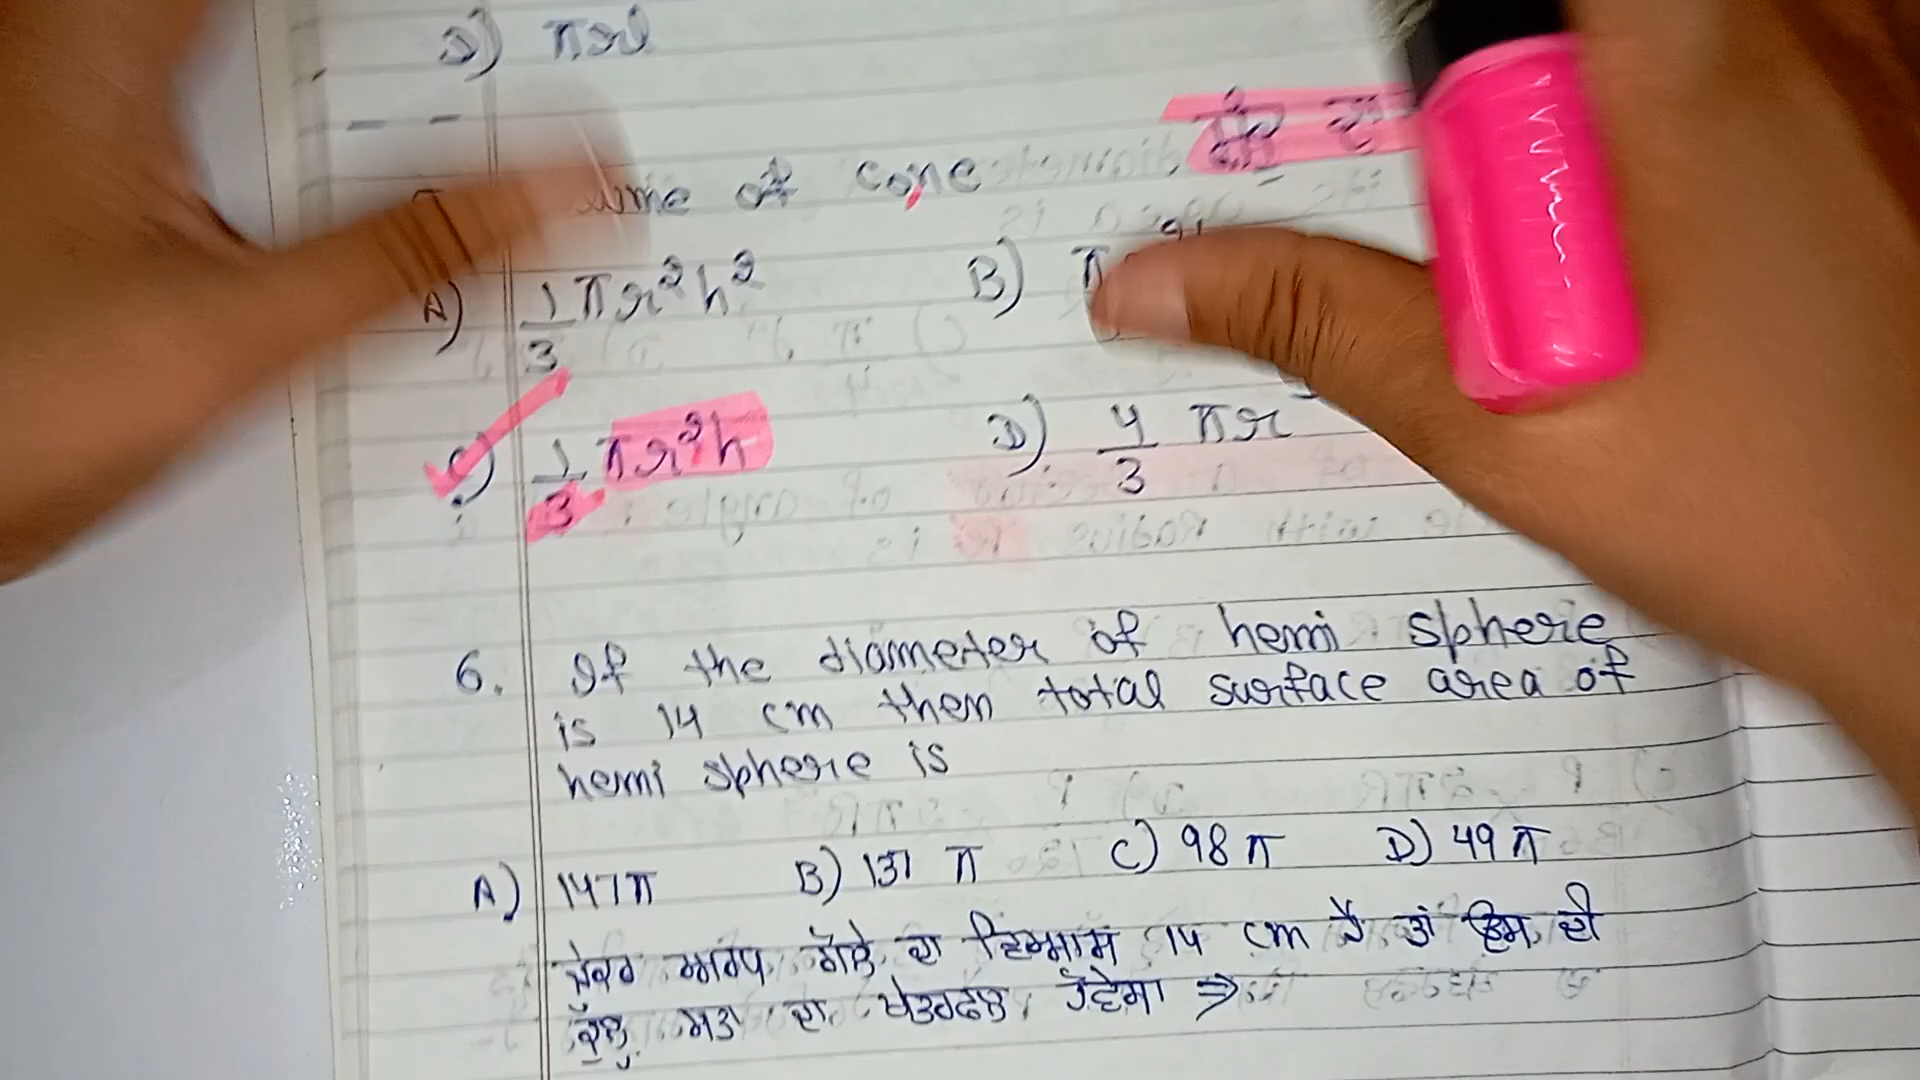 D) πrl
of cone
A) 1/3 πr²h² B) π
C) 1/3 πr²h D) 4/3 πr
6. If the diameter of hemi sphere
is 14 cm then total surface area of
hemi sphere is
A) 147π B) 137 π C) 98 π D) 49 π
ਜੇਕਰ ਅਰਧ ਗੋਲੇ ਦਾ ਵਿਆਸ 14 cm ਹੈ ਤਾਂ ਉਸ ਦੀ
ਕੁੱਲ ਸਤਾ ਦਾ ਖੇਤਰਫਲ ਹੋਵੇਗਾ ⇒